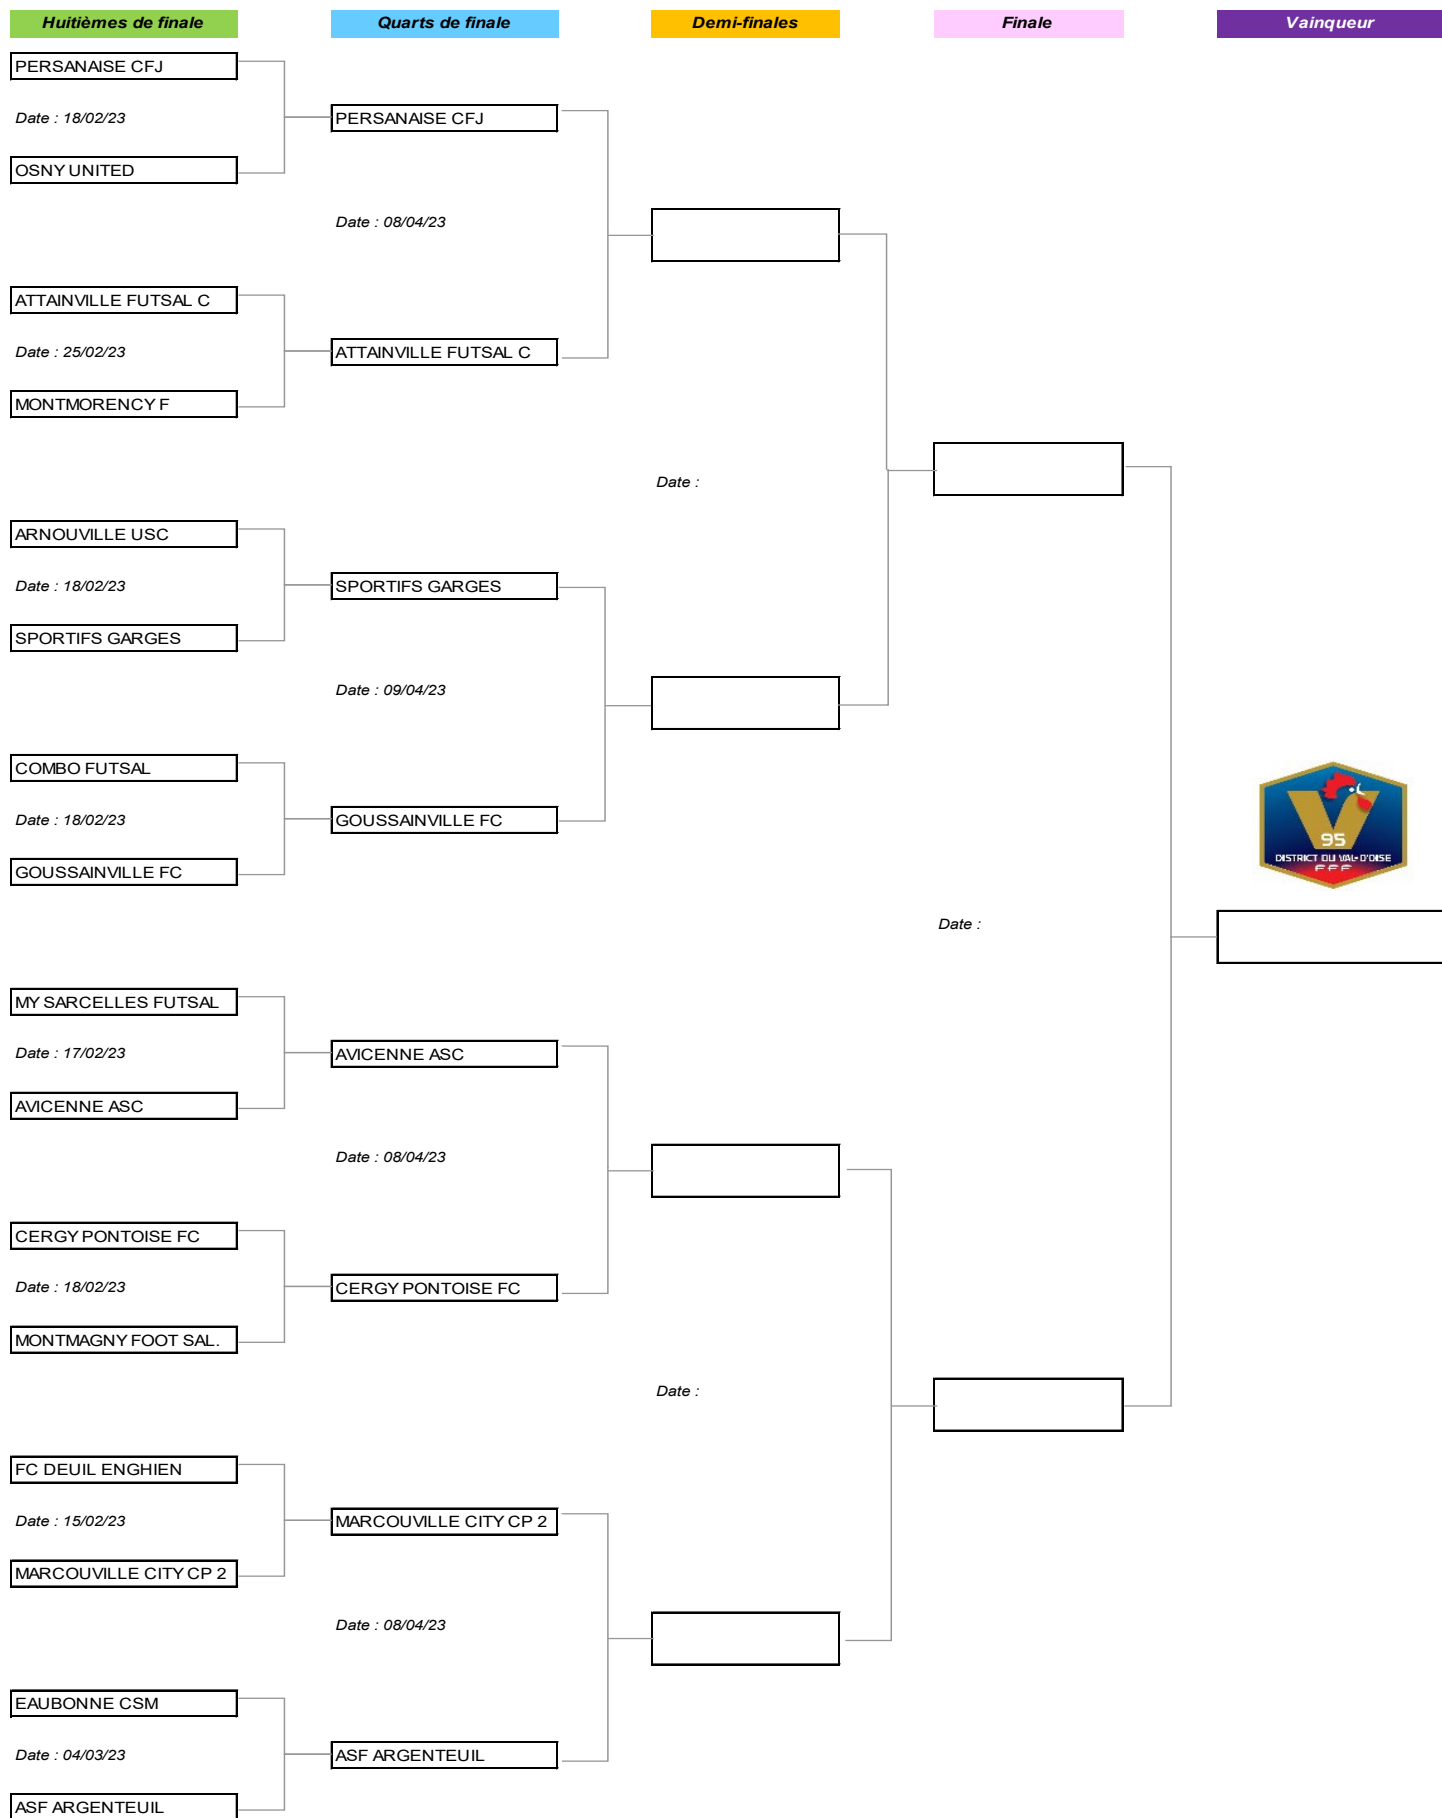 Huitièmes de finale
Quarts de finale
Demi-finales
Finale
Vainqueur
PERSANAISE CFJ
Date : 18/02/23
PERSANAISE CFJ
OSNY UNITED
Date : 08/04/23
ATTAINVILLE FUTSAL C
Date : 25/02/23
ATTAINVILLE FUTSAL C
MONTMORENCY F
Date :
ARNOUVILLE USC
Date : 18/02/23
SPORTIFS GARGES
SPORTIFS GARGES
Date : 09/04/23
COMBO FUTSAL
Date : 18/02/23
GOUSSAINVILLE FC
GOUSSAINVILLE FC
95
DISTRICT DU VAL-D'OISE
FFF
Date :
MY SARCELLES FUTSAL
Date : 17/02/23
AVICENNE ASC
AVICENNE ASC
Date : 08/04/23
CERGY PONTOISE FC
Date : 18/02/23
CERGY PONTOISE FC
MONTMAGNY FOOT SAL.
Date :
FC DEUIL ENGHIEN
Date : 15/02/23
MARCOUVILLE CITY CP 2
MARCOUVILLE CITY CP 2
Date : 08/04/23
EAUBONNE CSM
Date : 04/03/23
ASF ARGENTEUIL
ASF ARGENTEUIL